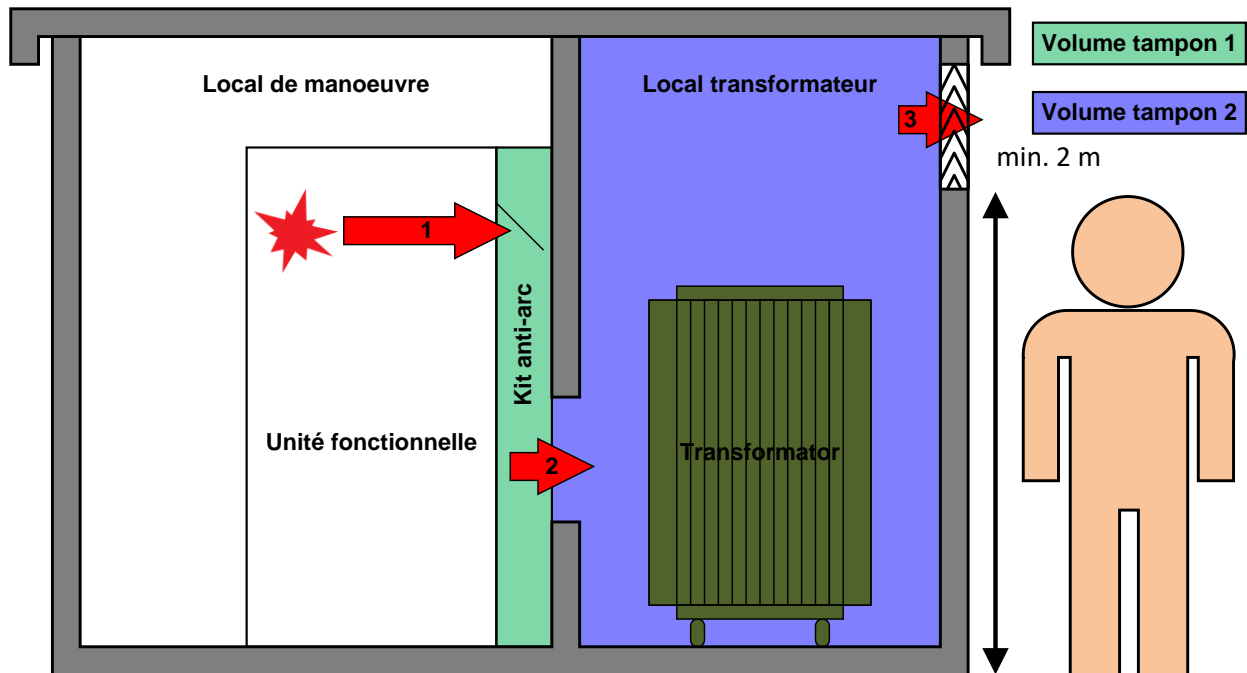 Local de manoeuvre
Local transformateur
Volume tampon 1
Volume tampon 2
3
min. 2 m
1
Kit anti-arc
Unité fonctionnelle
2
Transformator